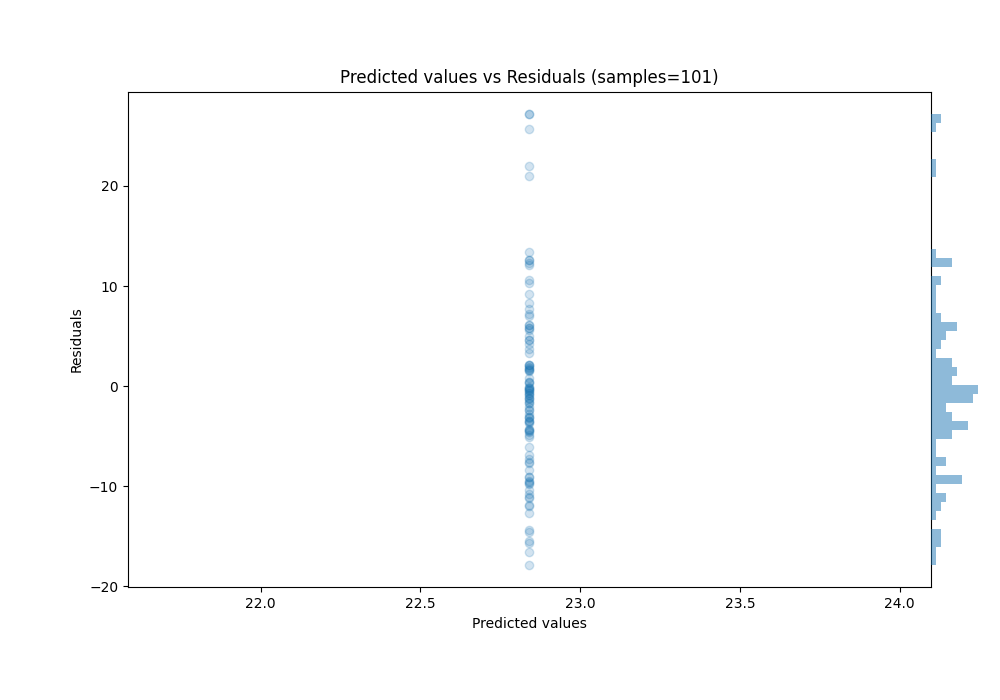 Predicted values vs Residuals (samples=101)
Residuals
20
10
0
−10
−20
22.0 22.5 23.0 23.5 24.0
Predicted values